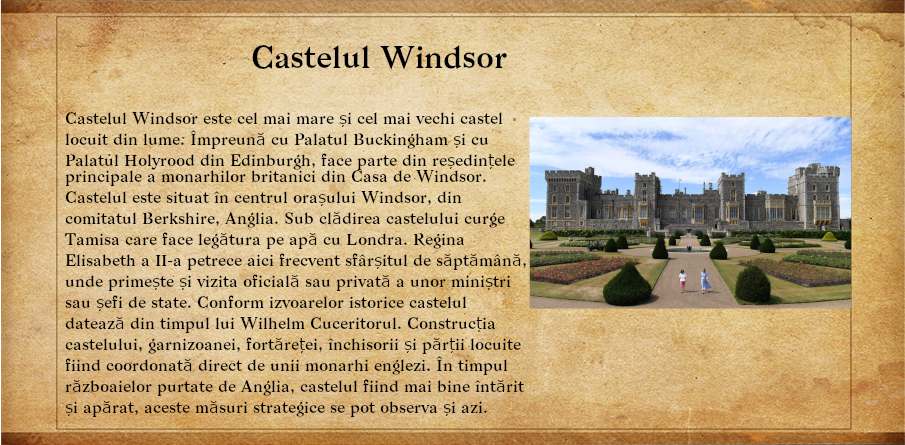 Castelul Windsor
Castelul Windsor este cel mai mare și cel mai vechi castel
locuit din lume. Împreună cu Palatul Buckingham și cu
Palatul Holyrood din Edinburgh, face parte din reședințele
principale a monarhilor britanici din Casa de Windsor.
Castelul este situat în centrul orașului Windsor, din
comitatul Berkshire, Anglia. Sub clădirea castelului curge
Tamisa care face legătura pe apă cu Londra. Regina
Elisabeth a II-a petrece aici frecvent sfârșitul de săptămână,
unde primește și vizita oficială sau privată a unor miniștri
sau șefi de state. Conform izvoarelor istorice castelul
datează din timpul lui Wilhelm Cuceritorul. Construcția
castelului, garnizoanei, fortăreței, închisorii și părții locuite
fiind coordonată direct de unii monarhi englezi. În timpul
războaielor purtate de Anglia, castelul fiind mai bine întărit
și apărat, aceste măsuri strategice se pot observa și azi.